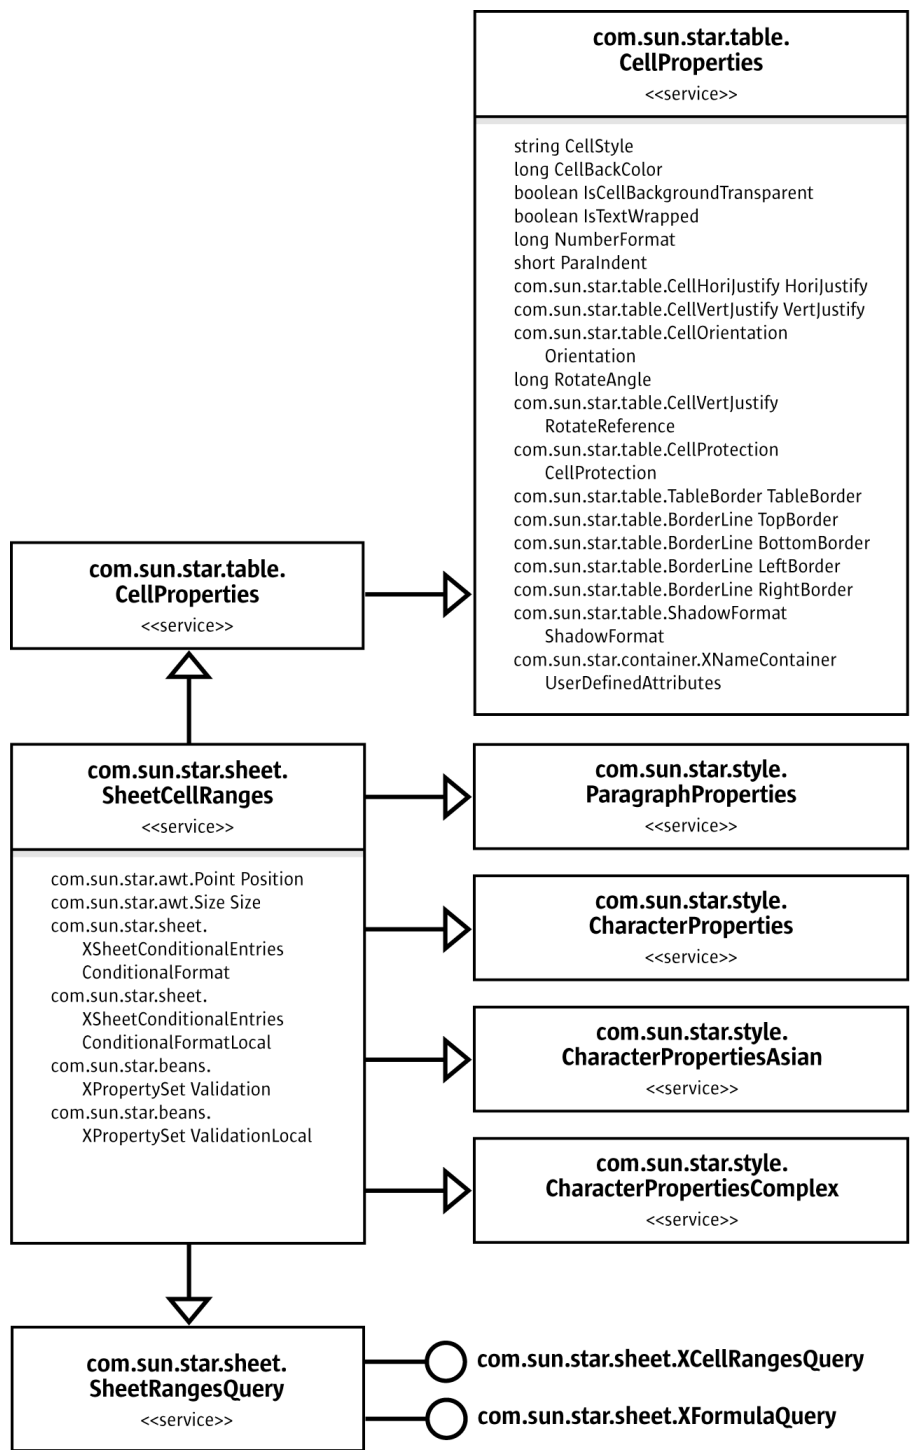 com.sun.star.table.
CellProperties
<<service>>
string CellStyle
long CellBackColor
boolean IsCellBackgroundTransparent
boolean IsTextWrapped
long NumberFormat
short ParaIndent
com.sun.star.table.CellHoriJustify HoriJustify
com.sun.star.table.CellVertJustify VertJustify
com.sun.star.table.CellOrientation
Orientation
long RotateAngle
com.sun.star.table.CellVertJustify
RotateReference
com.sun.star.table.CellProtection
CellProtection
com.sun.star.table.TableBorder TableBorder
com.sun.star.table.BorderLine TopBorder
com.sun.star.table.BorderLine BottomBorder
com.sun.star.table.BorderLine LeftBorder
com.sun.star.table.BorderLine RightBorder
com.sun.star.table.ShadowFormat
ShadowFormat
com.sun.star.container.XNameContainer
UserDefinedAttributes
com.sun.star.table.
CellProperties
<<service>>
com.sun.star.sheet.
SheetCellRanges
<<service>>
com.sun.star.awt.Point Position
com.sun.star.awt.Size Size
com.sun.star.sheet.
XSheetConditionalEntries
ConditionalFormat
com.sun.star.sheet.
XSheetConditionalEntries
ConditionalFormatLocal
com.sun.star.beans.
XPropertySet Validation
com.sun.star.beans.
XPropertySet ValidationLocal
com.sun.star.style.
ParagraphProperties
<<service>>
com.sun.star.style.
CharacterProperties
<<service>>
com.sun.star.style.
CharacterPropertiesAsian
<<service>>
com.sun.star.style.
CharacterPropertiesComplex
<<service>>
com.sun.star.sheet.
SheetRangesQuery
<<service>>
com.sun.star.sheet.XCellRangesQuery
com.sun.star.sheet.XFormulaQuery